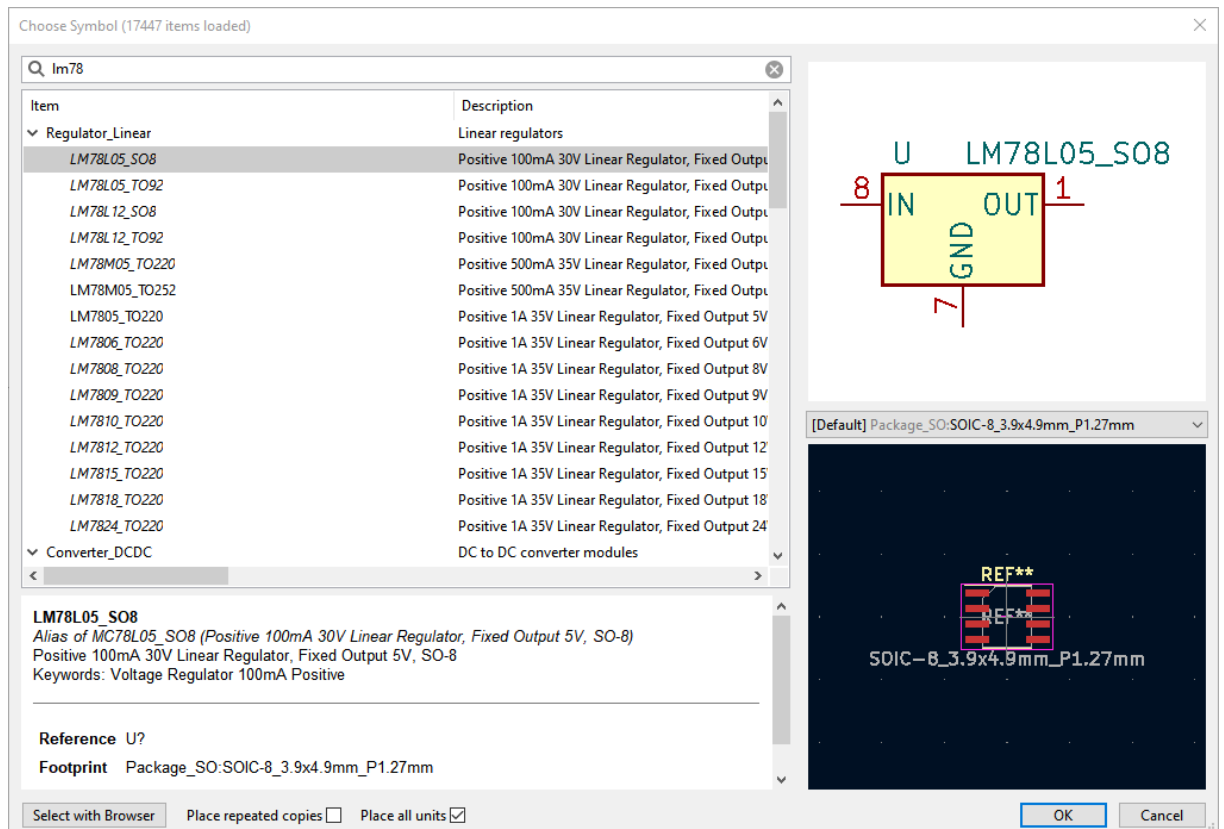 Choose Symbol (17447 items loaded)
lm78
Item Description
Regulator_Linear Linear regulators
LM78L05_SO8 Positive 100mA 30V Linear Regulator, Fixed Outpu
LM78L05_TO92 Positive 100mA 30V Linear Regulator, Fixed Outpu
LM78L12_SO8 Positive 100mA 30V Linear Regulator, Fixed Outpu
LM78L12_TO92 Positive 100mA 30V Linear Regulator, Fixed Outpu
LM78M05_TO220 Positive 500mA 35V Linear Regulator, Fixed Outpu
LM78M05_TO252 Positive 500mA 35V Linear Regulator, Fixed Outpu
LM7805_TO220 Positive 1A 35V Linear Regulator, Fixed Output 5V
LM7806_TO220 Positive 1A 35V Linear Regulator, Fixed Output 6V
LM7808_TO220 Positive 1A 35V Linear Regulator, Fixed Output 8V
LM7809_TO220 Positive 1A 35V Linear Regulator, Fixed Output 9V
LM7810_TO220 Positive 1A 35V Linear Regulator, Fixed Output 10
LM7812_TO220 Positive 1A 35V Linear Regulator, Fixed Output 12
LM7815_TO220 Positive 1A 35V Linear Regulator, Fixed Output 15
LM7818_TO220 Positive 1A 35V Linear Regulator, Fixed Output 18
LM7824_TO220 Positive 1A 35V Linear Regulator, Fixed Output 24
Converter_DCDC DC to DC converter modules
LM78L05_SO8
Alias of MC78L05_SO8 (Positive 100mA 30V Linear Regulator, Fixed Output 5V, SO-8)
Positive 100mA 30V Linear Regulator, Fixed Output 5V, SO-8
Keywords: Voltage Regulator 100mA Positive
Reference U?
Footprint Package_SO:SOIC-8_3.9x4.9mm_P1.27mm
U LM78L05_SO8
8 IN OUT 1
GND
7
[Default] Package_SO:SOIC-8_3.9x4.9mm_P1.27mm
REF**
REF**
SOIC-8_3.9x4.9mm_P1.27mm
Select with Browser Place repeated copies Place all units OK Cancel